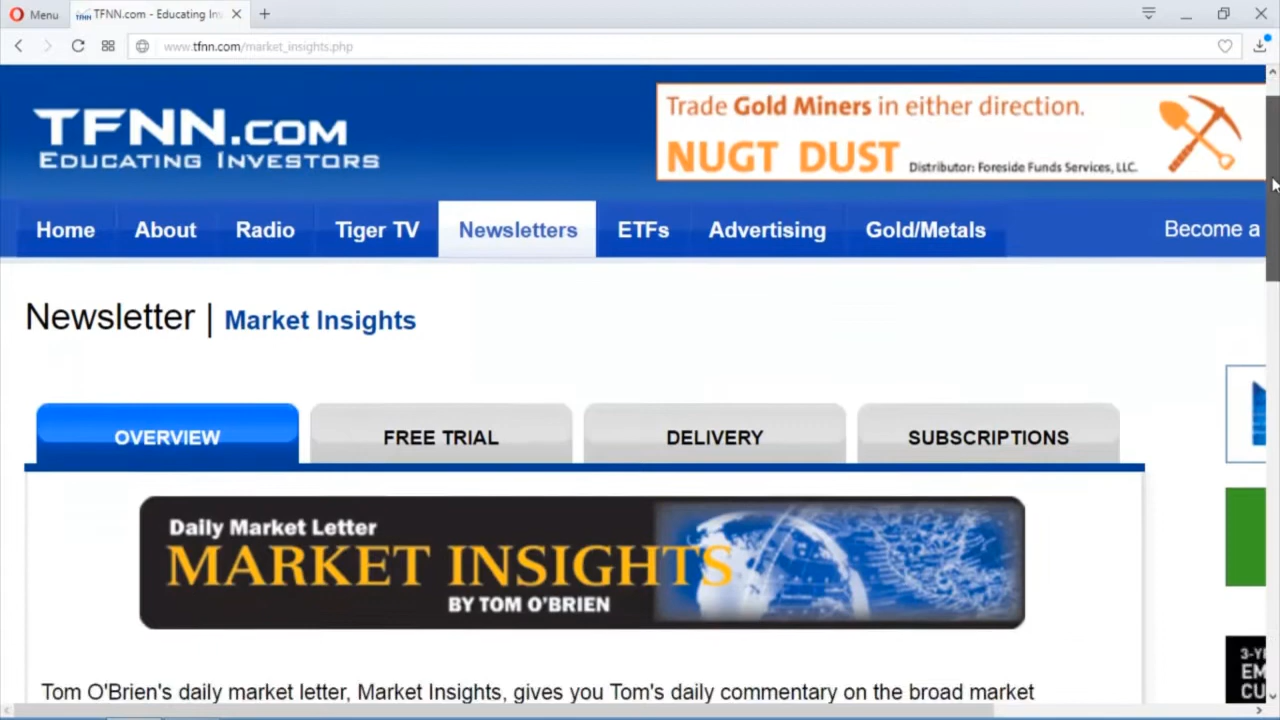 Menu
TFNN.com - Educating Ins
www.tfnn.com/market_insights.php
TFNN.COM
EDUCATING INVESTORS
Trade Gold Miners in either direction.
NUGT DUST Distributor: Foreside Funds Services, LLC.
Home About Radio Tiger TV Newsletters ETFs Advertising Gold/Metals Become a
Newsletter | Market Insights
OVERVIEW FREE TRIAL DELIVERY SUBSCRIPTIONS
Daily Market Letter
MARKET INSIGHTS
BY TOM O'BRIEN
Tom O'Brien's daily market letter, Market Insights, gives you Tom's daily commentary on the broad market
3-Y
EM
CU